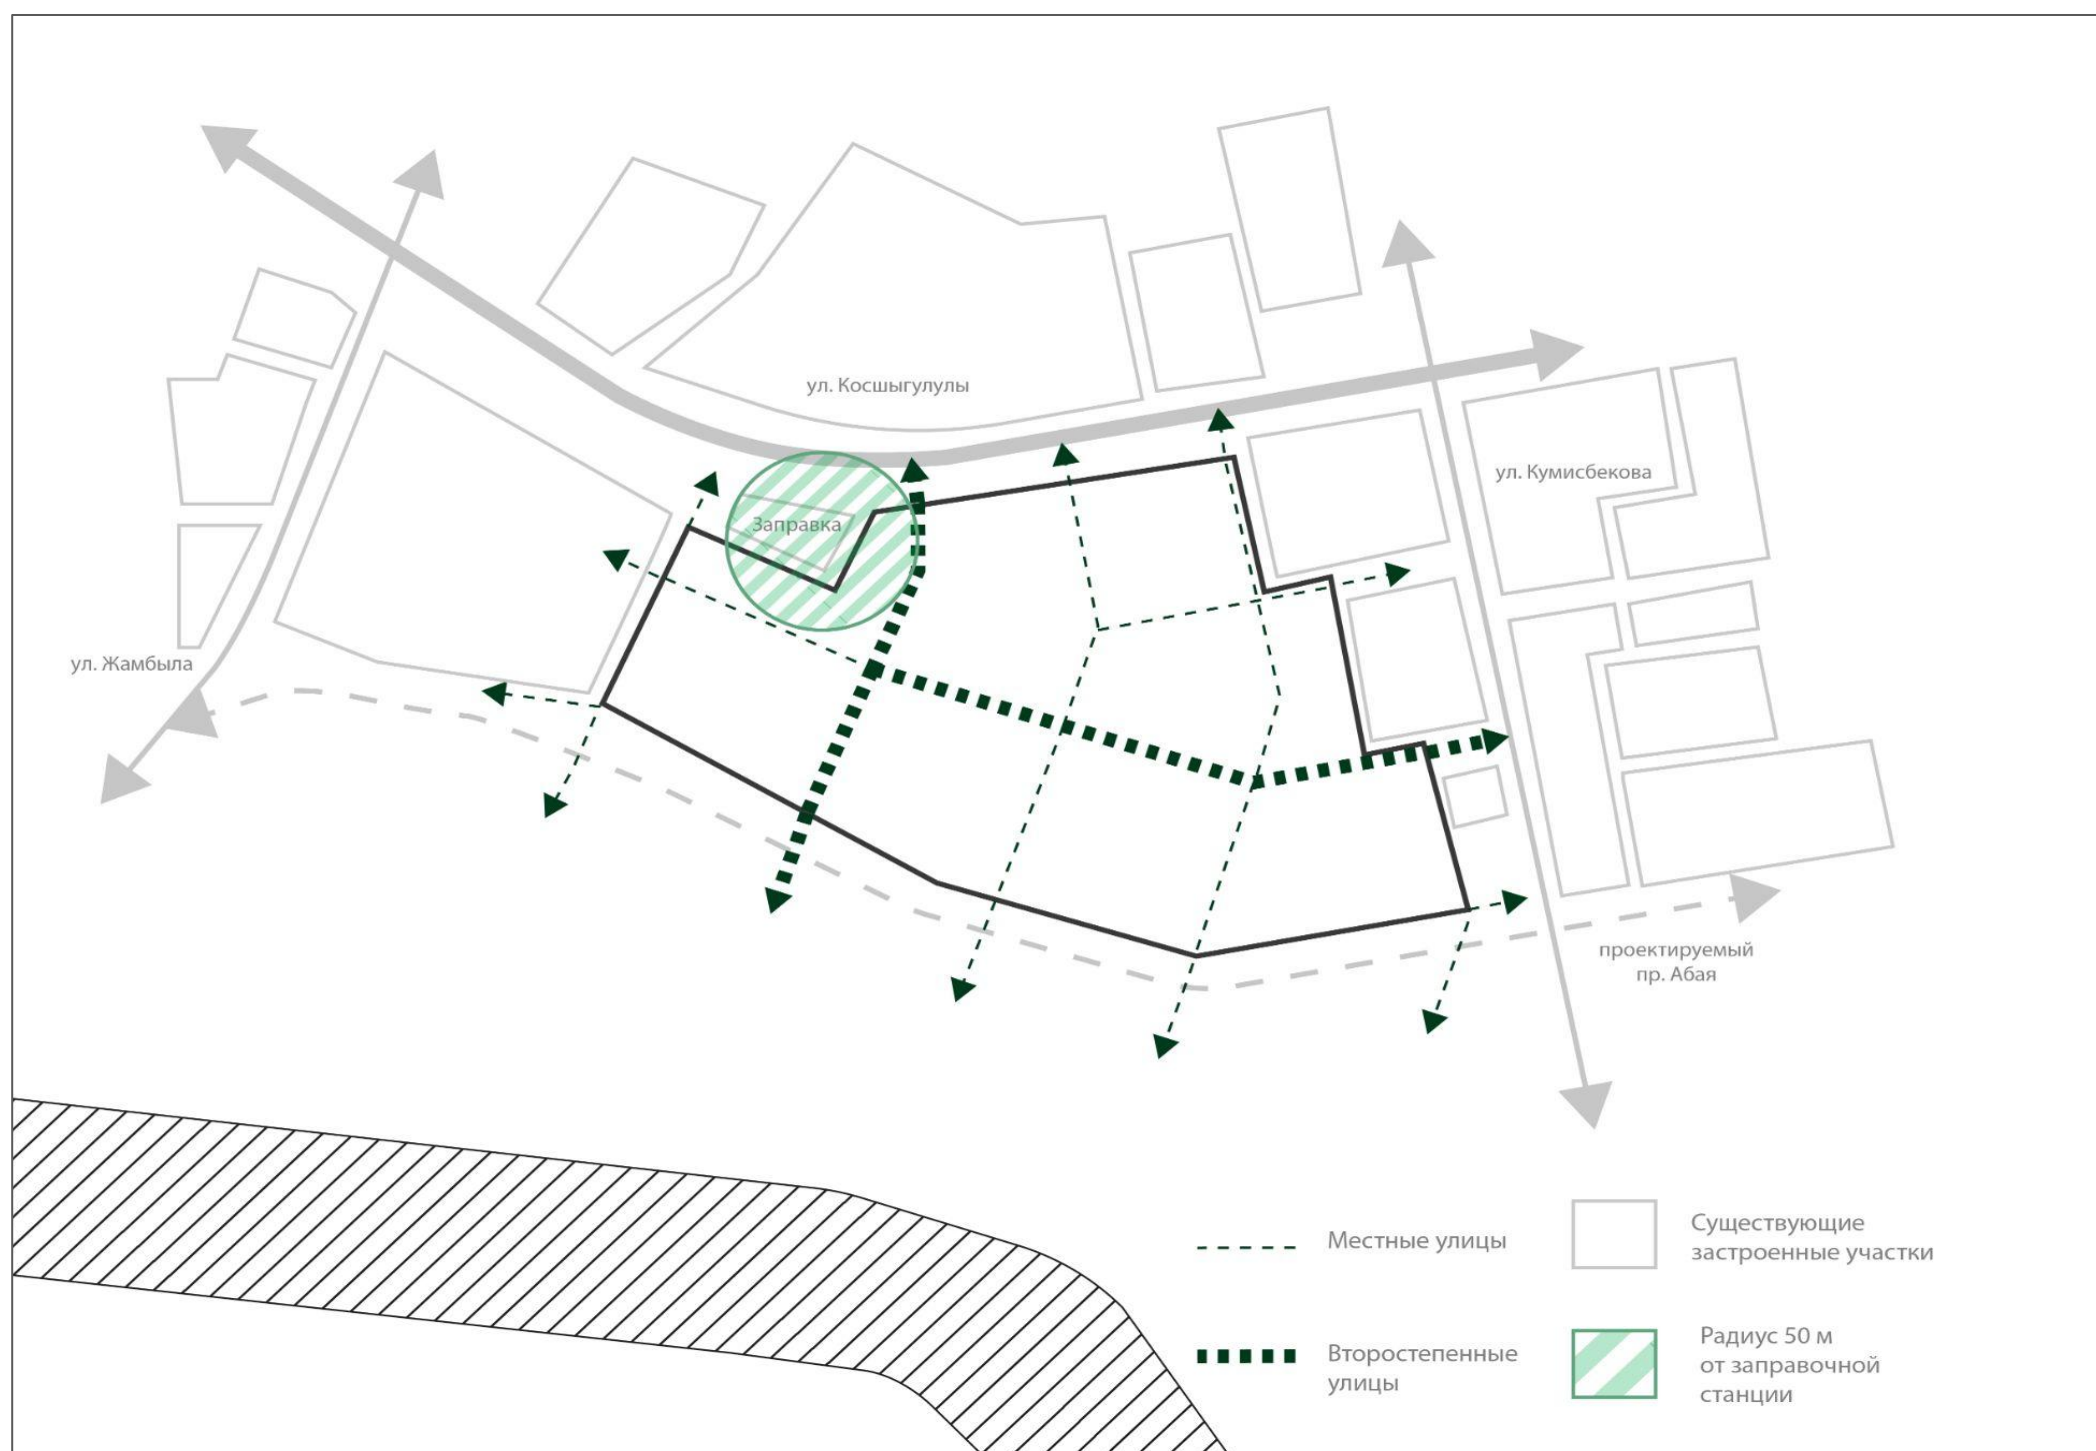 ул. Косшыгулулы
ул. Кумисбекова
Заправка
ул. Жамбыла
проектируемый
пр. Абая
Местные улицы
Существующие
застроенные участки
Второстепенные
улицы
Радиус 50 м
от заправочной
станции